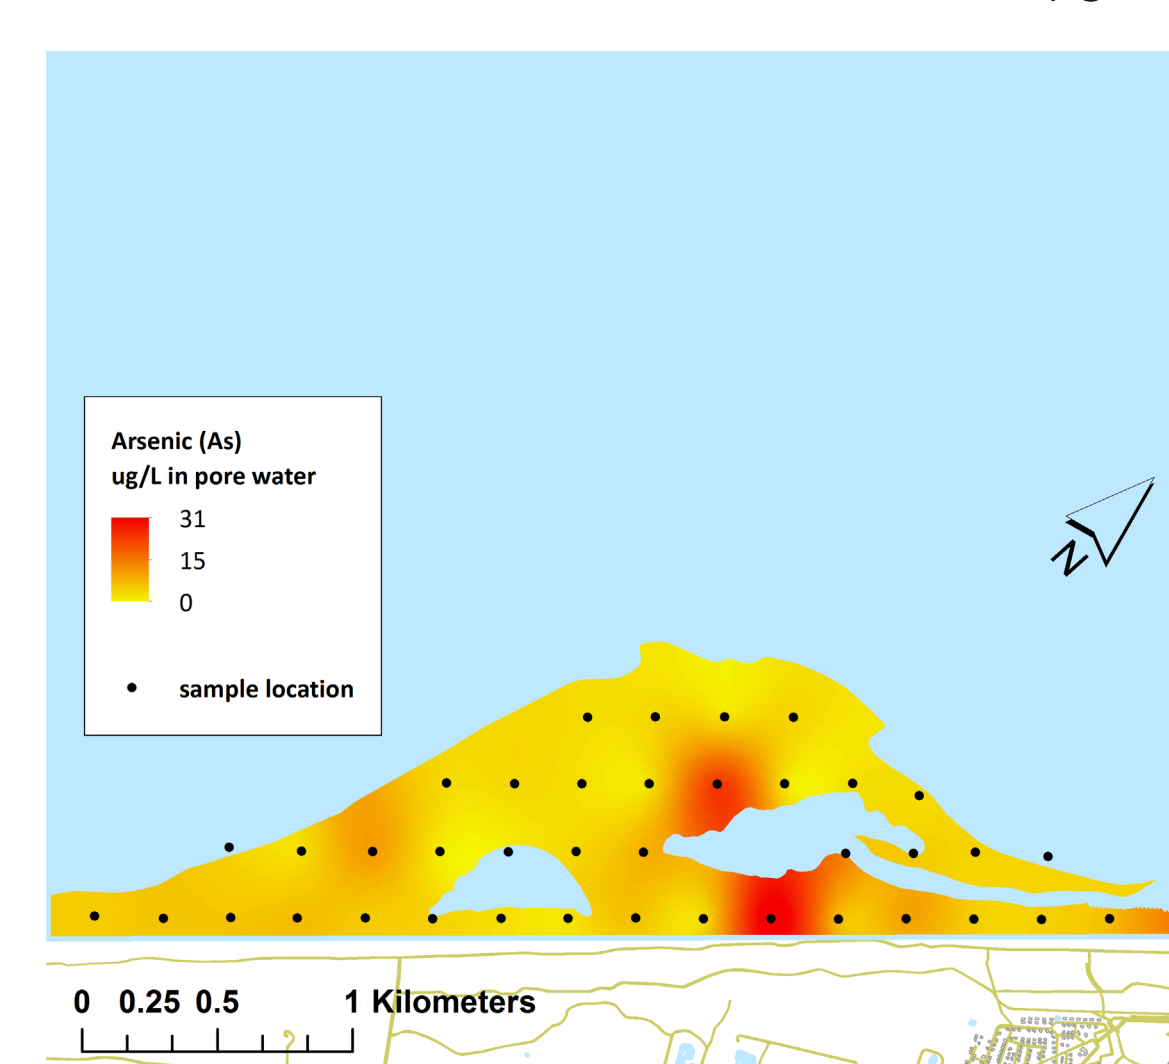 Arsenic (As)
ug/L in pore water
31
15
0
sample location
N
0 0.25 0.5 1 Kilometers